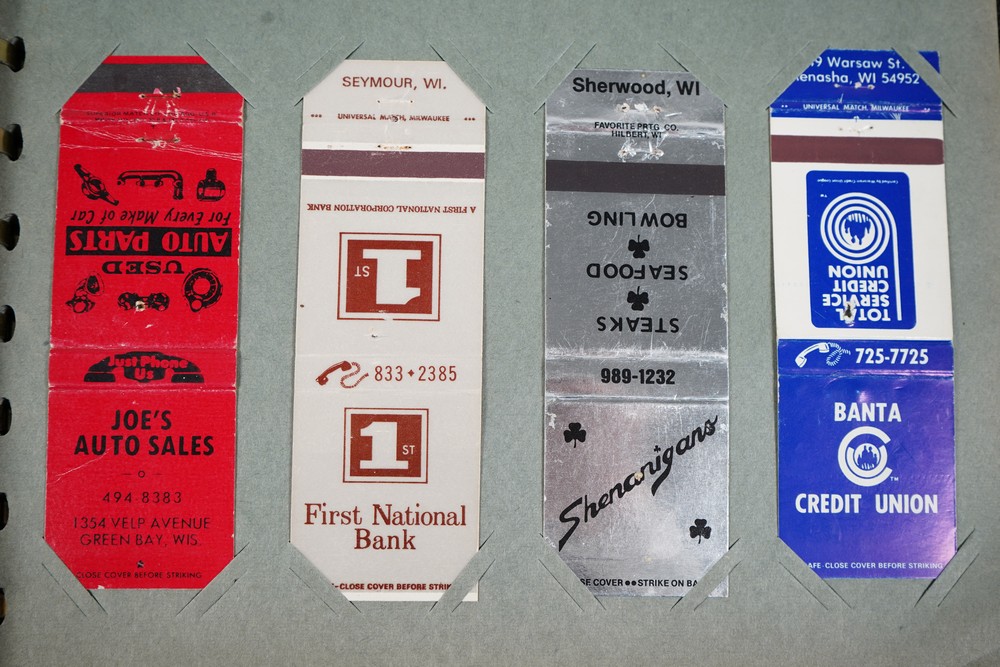 JUST PHONE
US
JOE'S
AUTO SALES
494 8383
1354 VELP AVENUE
GREEN BAY, WIS.
CLOSE COVER BEFORE STRIKING
USED
AUTO PARTS
For Every Make of Car
SEYMOUR, WI.
UNIVERSAL MATCH, MILWAUKEE
A FIRST NATIONAL CORPORATION BANK
1ST
833•2385
1ST
First National
Bank
CLOSE COVER BEFORE
Sherwood, WI
FAVORITE PRTG. CO.
HILBERT, WI
STEAKS
SEAFOOD
BOWLING
989-1232
Shenanigans
COVER •• STRIKE ON
Warsaw St.
WI 54952
UNIVERSAL MATCH, MILWAUKEE
TOTAL
SERVICE
CREDIT
UNION
725-7725
BANTA
CREDIT UNION
TM
CLOSE COVER BEFORE STRIKING